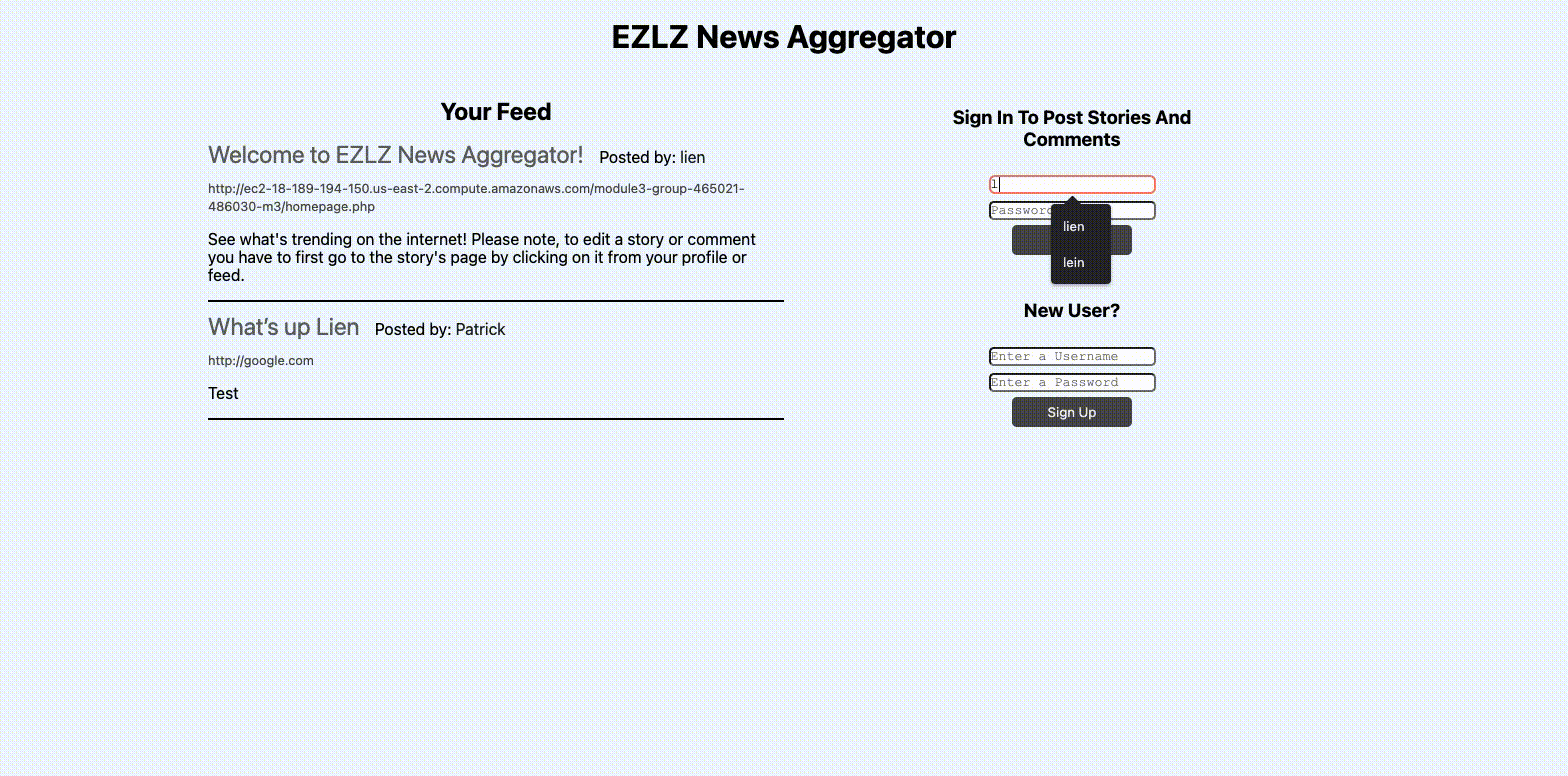 EZLZ News Aggregator
Your Feed
Welcome to EZLZ News Aggregator! Posted by: lien
http://ec2-18-189-194-150.us-east-2.compute.amazonaws.com/module3-group-465021-
486030-m3/homepage.php
See what's trending on the internet! Please note, to edit a story or comment
you have to first go to the story's page by clicking on it from your profile or
feed.
What’s up Lien Posted by: Patrick
http://google.com
Test
Sign In To Post Stories And
Comments
l
Password
lien
lein
New User?
Enter a Username
Enter a Password
Sign Up